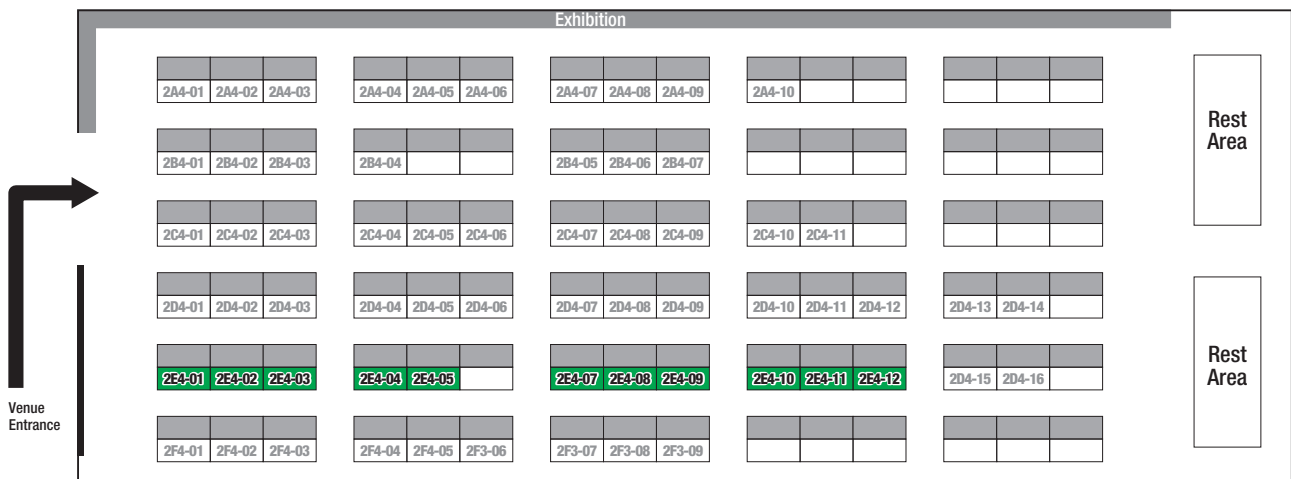 Exhibition
2A4-01 2A4-02 2A4-03 2A4-04 2A4-05 2A4-06 2A4-07 2A4-08 2A4-09 2A4-10
Rest
Area
2B4-01 2B4-02 2B4-03 2B4-04 2B4-05 2B4-06 2B4-07
2C4-01 2C4-02 2C4-03 2C4-04 2C4-05 2C4-06 2C4-07 2C4-08 2C4-09 2C4-10 2C4-11
2D4-01 2D4-02 2D4-03 2D4-04 2D4-05 2D4-06 2D4-07 2D4-08 2D4-09 2D4-10 2D4-11 2D4-12 2D4-13 2D4-14
2E4-01 2E4-02 2E4-03 2E4-04 2E4-05 2E4-07 2E4-08 2E4-09 2E4-10 2E4-11 2E4-12 2D4-15 2D4-16
Rest
Area
Venue
Entrance
2F4-01 2F4-02 2F4-03 2F4-04 2F4-05 2F3-06 2F3-07 2F3-08 2F3-09